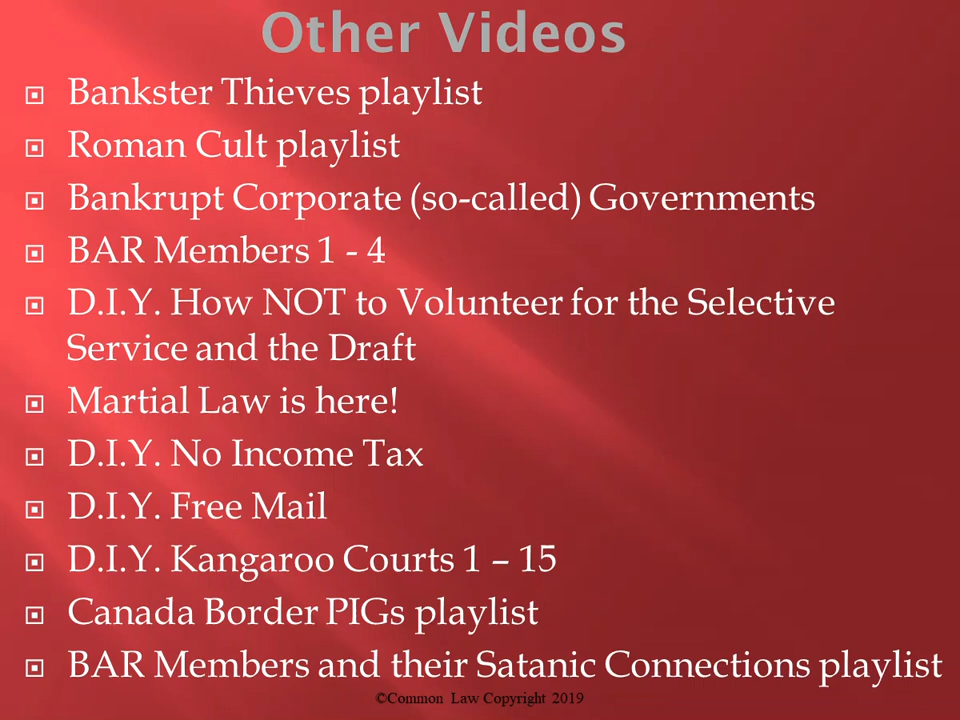 Other Videos
Bankster Thieves playlist
Roman Cult playlist
Bankrupt Corporate (so-called) Governments
BAR Members 1 - 4
D.I.Y. How NOT to Volunteer for the Selective
Service and the Draft
Martial Law is here!
D.I.Y. No Income Tax
D.I.Y. Free Mail
D.I.Y. Kangaroo Courts 1 – 15
Canada Border PIGs playlist
BAR Members and their Satanic Connections playlist
©Common Law Copyright 2019